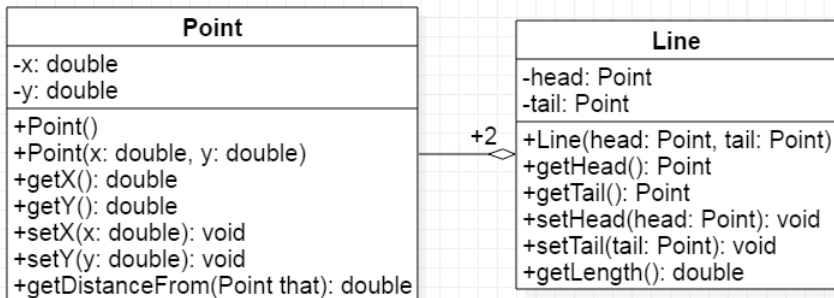 Point
-x: double
-y: double
+Point()
+Point(x: double, y: double)
+getX(): double
+getY(): double
+setX(x: double): void
+setY(y: double): void
+getDistanceFrom(Point that): double
+2
Line
-head: Point
-tail: Point
+Line(head: Point, tail: Point)
+getHead(): Point
+getTail(): Point
+setHead(head: Point): void
+setTail(tail: Point): void
+getLength(): double